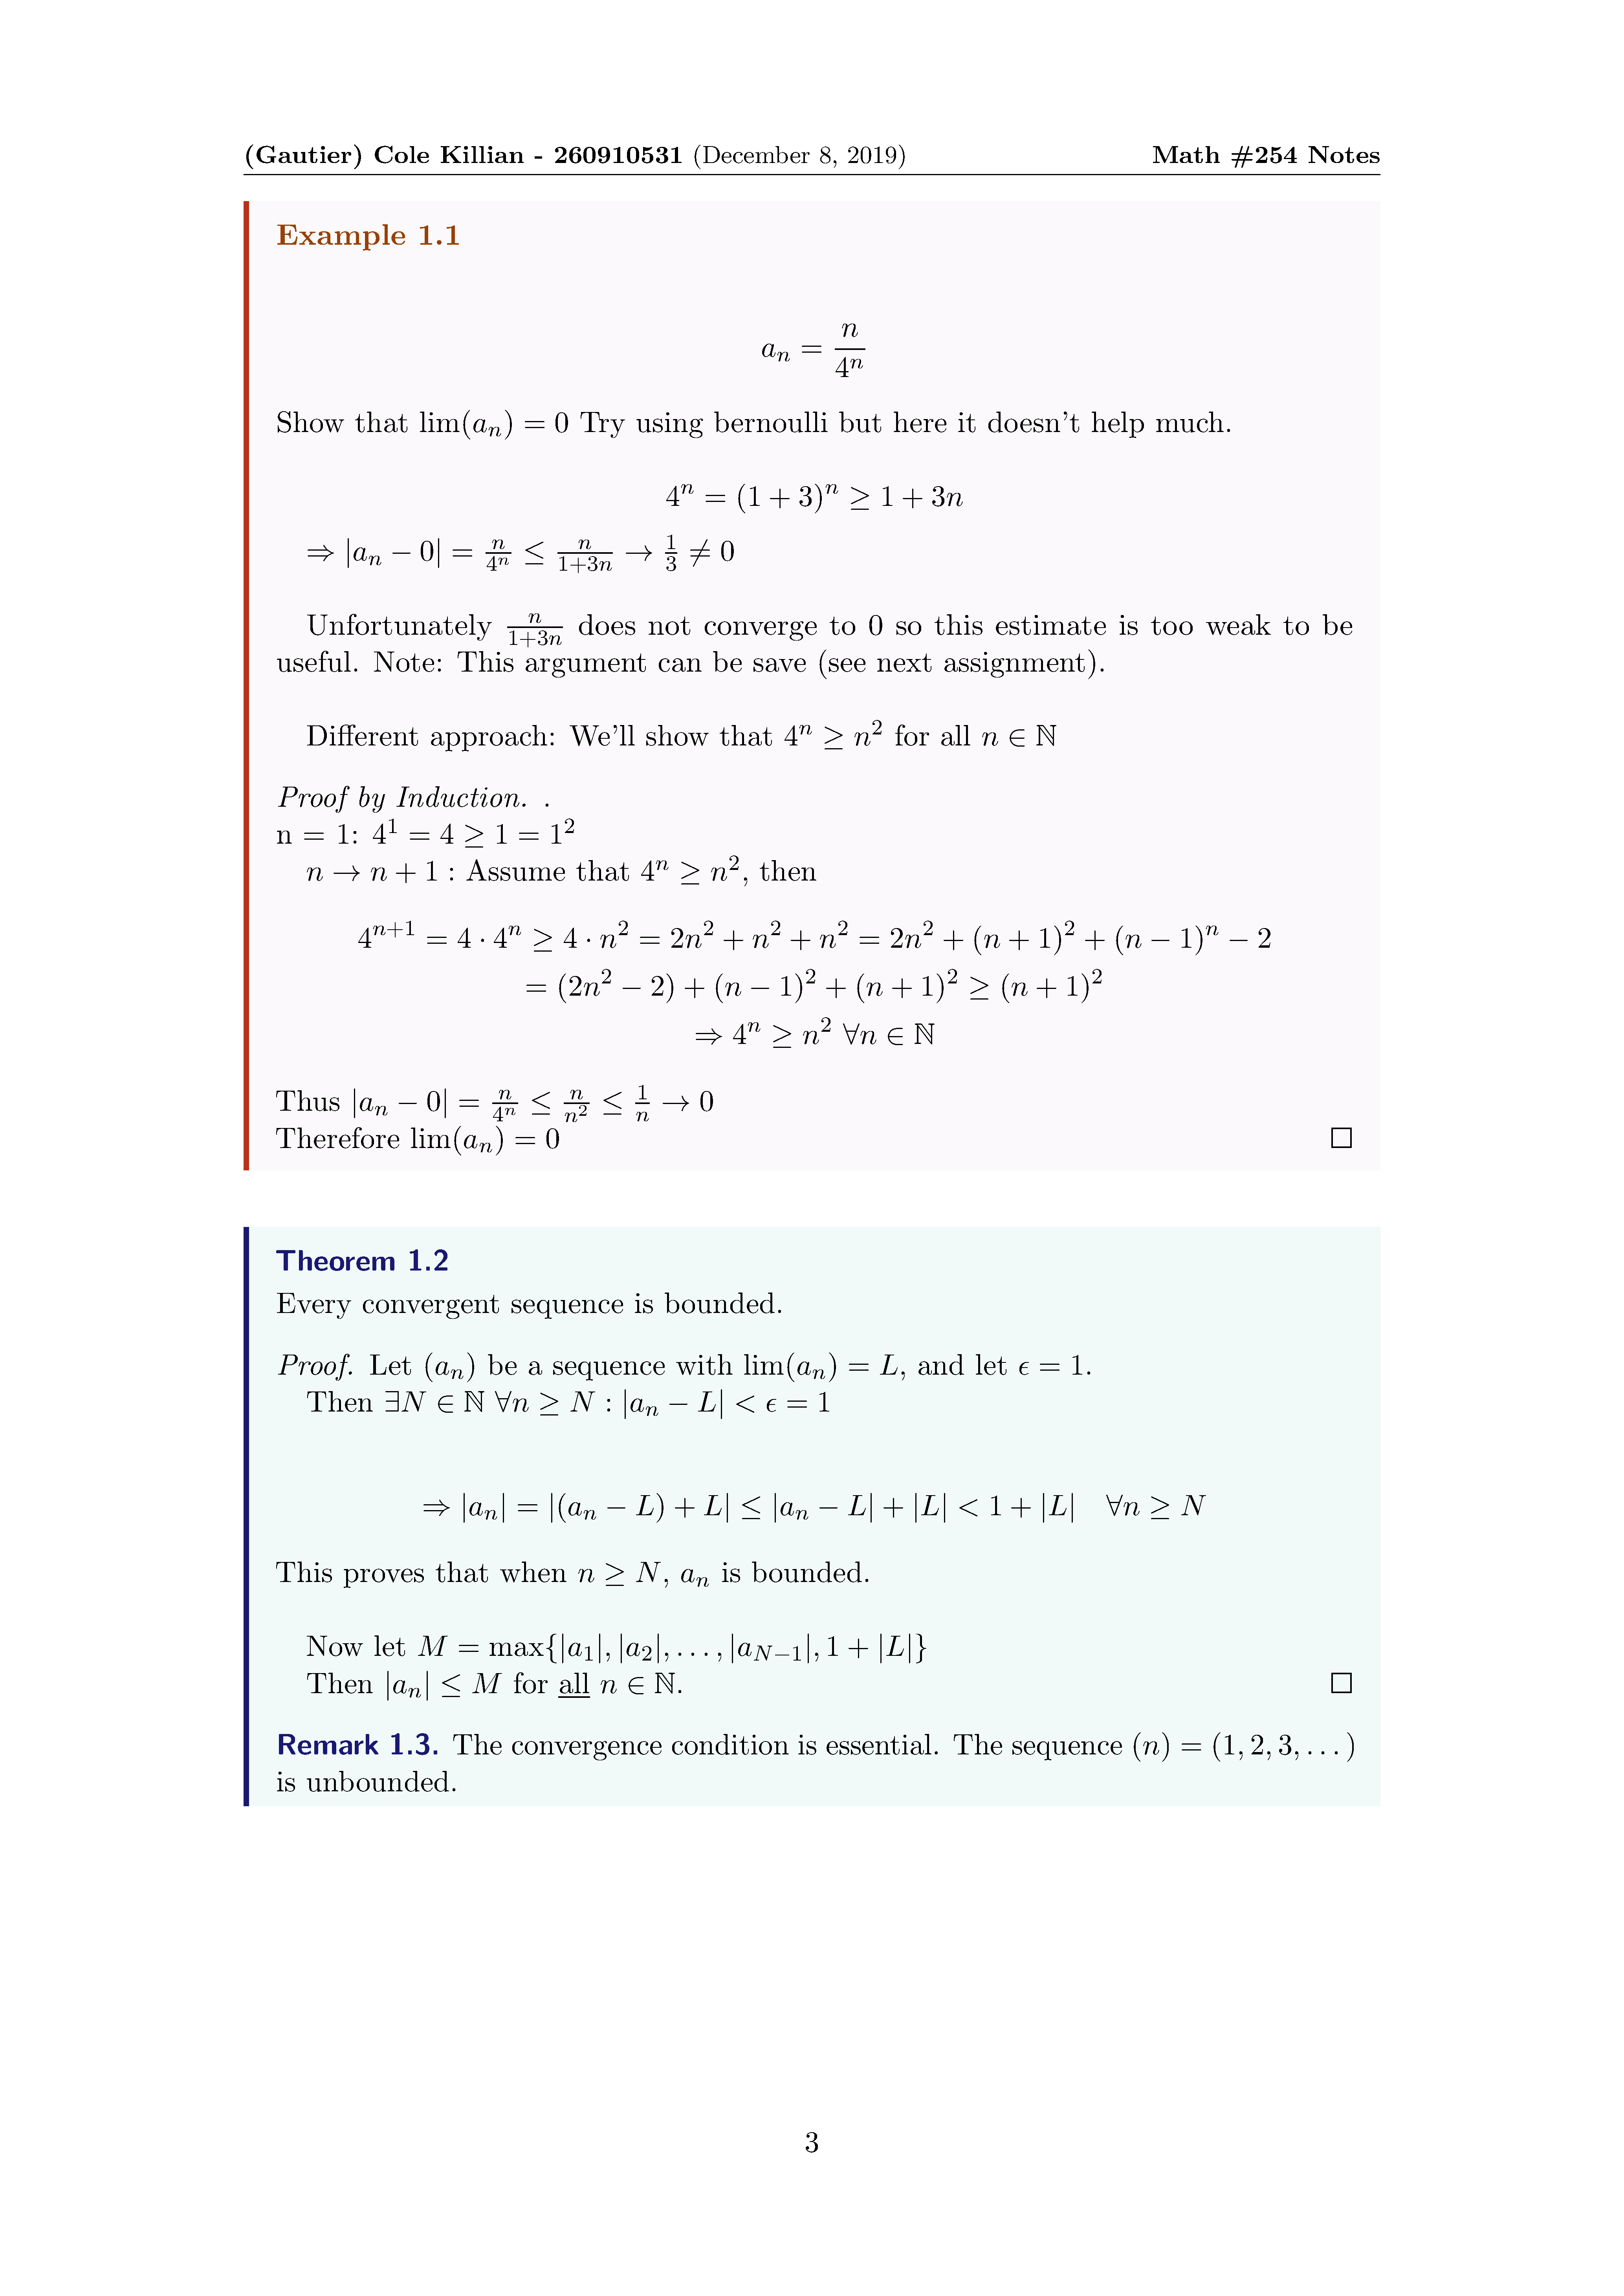 (Gautier) Cole Killian - 260910531 (December 8, 2019) Math #254 Notes
Example 1.1
$a_n = \frac{n}{4^n}$
Show that $\lim(a_n) = 0$ Try using bernoulli but here it doesn't help much.
$4^n = (1 + 3)^n \geq 1 + 3n$
$\Rightarrow |a_n - 0| = \frac{n}{4^n} \leq \frac{n}{1+3n} \to \frac{1}{3} \neq 0$
Unfortunately $\frac{n}{1+3n}$ does not converge to 0 so this estimate is too weak to be
useful. Note: This argument can be save (see next assignment).
Different approach: We'll show that $4^n \geq n^2$ for all $n \in \mathbb{N}$
Proof by Induction. .
n = 1: $4^1 = 4 \geq 1 = 1^2$
$n \to n + 1$ : Assume that $4^n \geq n^2$, then
$4^{n+1} = 4 \cdot 4^n \geq 4 \cdot n^2 = 2n^2 + n^2 + n^2 = 2n^2 + (n + 1)^2 + (n - 1)^n - 2$
$= (2n^2 - 2) + (n - 1)^2 + (n + 1)^2 \geq (n + 1)^2$
$\Rightarrow 4^n \geq n^2 \ \forall n \in \mathbb{N}$
Thus $|a_n - 0| = \frac{n}{4^n} \leq \frac{n}{n^2} \leq \frac{1}{n} \to 0$
Therefore $\lim(a_n) = 0$ □
Theorem 1.2
Every convergent sequence is bounded.
Proof. Let $(a_n)$ be a sequence with $\lim(a_n) = L$, and let $\epsilon = 1$.
Then $\exists N \in \mathbb{N} \ \forall n \geq N : |a_n - L| < \epsilon = 1$
$\Rightarrow |a_n| = |(a_n - L) + L| \leq |a_n - L| + |L| < 1 + |L| \quad \forall n \geq N$
This proves that when $n \geq N$, $a_n$ is bounded.
Now let $M = \max\{|a_1|, |a_2|, \ldots, |a_{N-1}|, 1 + |L|\}$
Then $|a_n| \leq M$ for all $n \in \mathbb{N}$. □
Remark 1.3. The convergence condition is essential. The sequence $(n) = (1, 2, 3, \ldots)$
is unbounded.
3